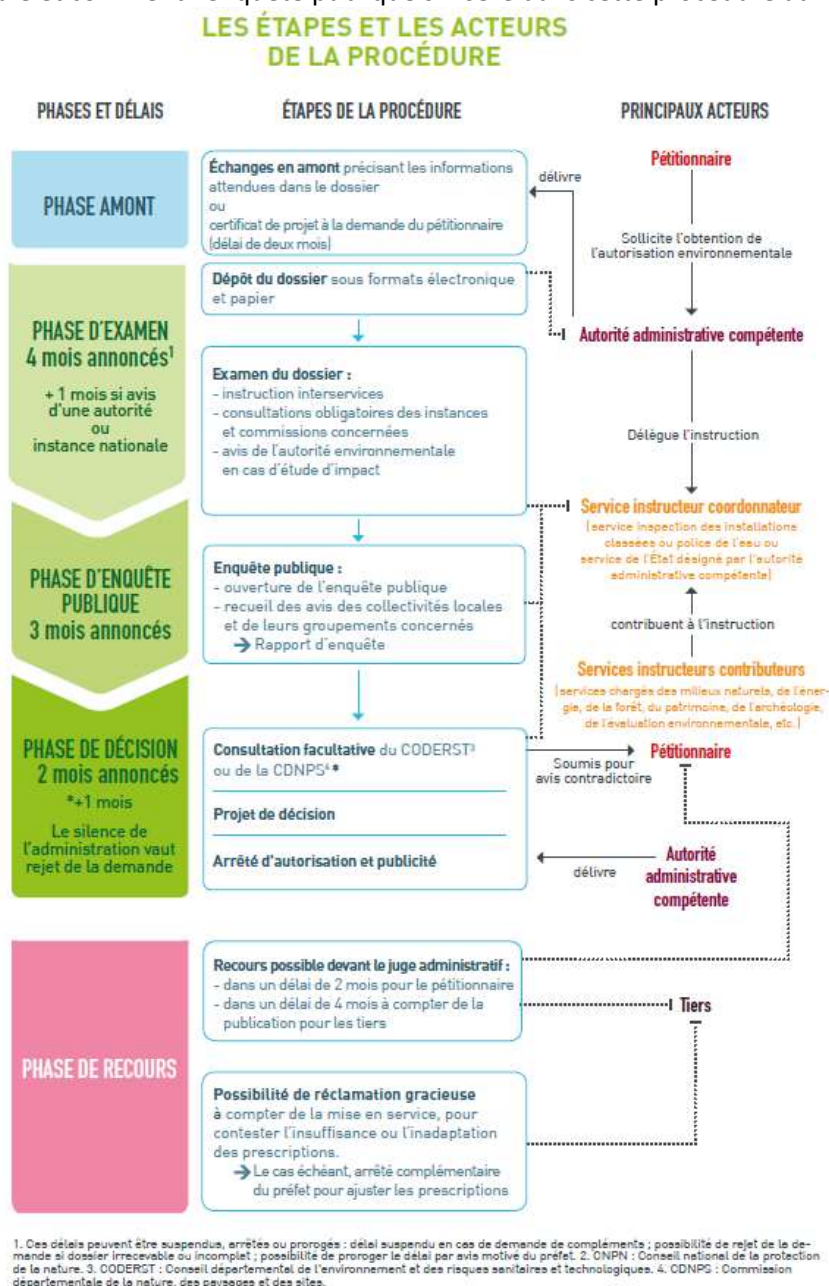 LES ÉTAPES ET LES ACTEURS
DE LA PROCÉDURE
PHASES ET DÉLAIS
ÉTAPES DE LA PROCÉDURE
PRINCIPAUX ACTEURS
PHASE AMONT
Échanges en amont précisant les informations
attendues dans le dossier
ou
certificat de projet à la demande du pétitionnaire
(délai de deux mois)
délivre
Pétitionnaire
Sollicite l'obtention de
l'autorisation environnementale
Dépôt du dossier sous formats électronique
et papier
Autorité administrative compétente
PHASE D'EXAMEN
4 mois annoncés¹
+ 1 mois si avis
d'une autorité
ou
instance nationale
Examen du dossier :
- instruction interservices
- consultations obligatoires des instances
et commissions concernées
- avis de l'autorité environnementale
en cas d'étude d'impact
Délègue l'instruction
Service instructeur coordonnateur
(service inspection des installations
classées ou police de l'eau ou
service de l'État désigné par l'autorité
administrative compétente)
PHASE D'ENQUÊTE
PUBLIQUE
3 mois annoncés
Enquête publique :
- ouverture de l'enquête publique
- recueil des avis des collectivités locales
et de leurs groupements concernés
→ Rapport d'enquête
contribuent à l'instruction
Services instructeurs contributeurs
(services chargés des milieux naturels, de l'éner-
gie, de la forêt, du patrimoine, de l'archéologie,
de l'évaluation environnementale, etc.)
PHASE DE DÉCISION
2 mois annoncés
*+1 mois
Le silence de
l'administration vaut
rejet de la demande
Consultation facultative du CODERST³
ou de la CDNPS⁴*
Projet de décision
Arrêté d'autorisation et publicité
Soumis pour
avis contradictoire
Pétitionnaire
délivre
Autorité
administrative
compétente
PHASE DE RECOURS
Recours possible devant le juge administratif :
- dans un délai de 2 mois pour le pétitionnaire
- dans un délai de 4 mois à compter de la
publication pour les tiers
Tiers
Possibilité de réclamation gracieuse
à compter de la mise en service, pour
contester l'insuffisance ou l'inadaptation
des prescriptions.
→ Le cas échéant, arrêté complémentaire
du préfet pour ajuster les prescriptions
1. Ces délais peuvent être suspendus, arrêtés ou prorogés : délai suspendu en cas de demande de compléments ; possibilité de rejet de la de-
mande si dossier irrecevable ou incomplet ; possibilité de proroger le délai par avis motivé du préfet. 2. CNPN : Conseil national de la protection
de la nature. 3. CODERST : Conseil départemental de l'environnement et des risques sanitaires et technologiques. 4. CDNPS : Commission
départementale de la nature, des paysages et des sites.